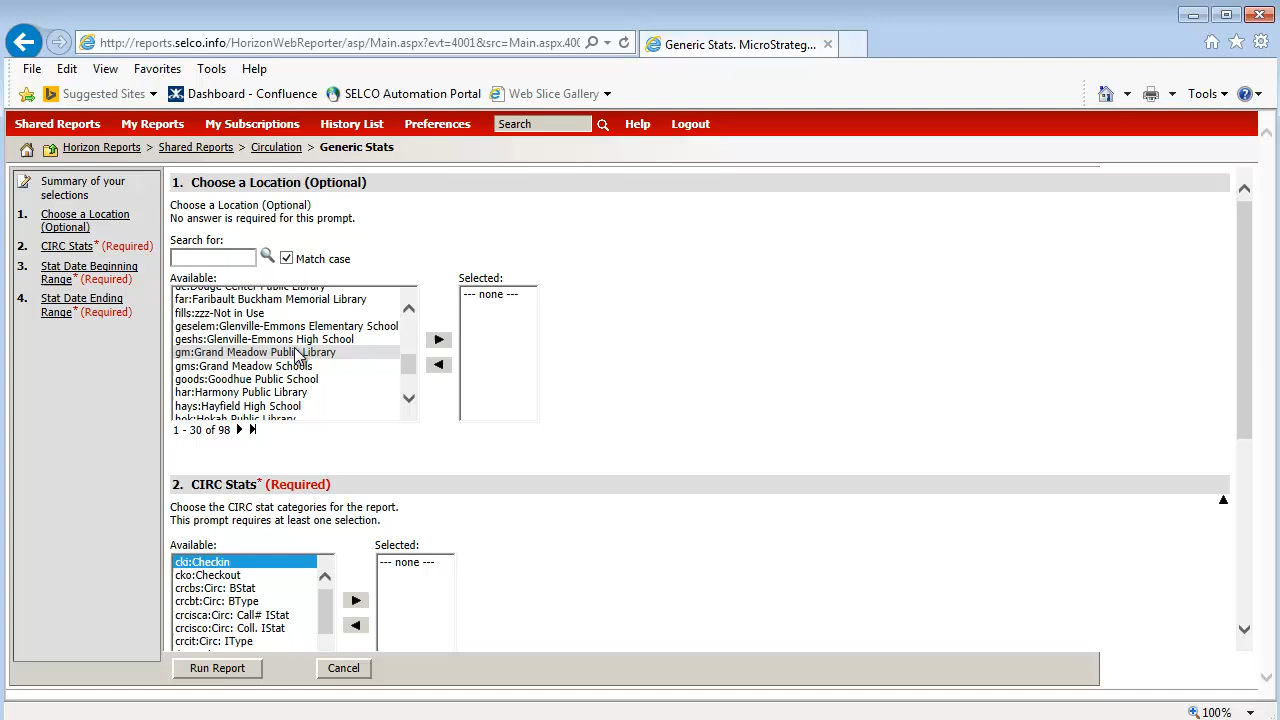 http://reports.selco.info/HorizonWebReporter/asp/Main.aspx?evt=4001&src=Main.aspx.400
Generic Stats. MicroStrateg...
File Edit View Favorites Tools Help
Suggested Sites Dashboard - Confluence SELCO Automation Portal Web Slice Gallery Tools
Shared Reports My Reports My Subscriptions History List Preferences Search Help Logout
Horizon Reports > Shared Reports > Circulation > Generic Stats
Summary of your
selections
1. Choose a Location
(Optional)
2. CIRC Stats* (Required)
3. Stat Date Beginning
Range* (Required)
4. Stat Date Ending
Range* (Required)
1. Choose a Location (Optional)
Choose a Location (Optional)
No answer is required for this prompt.
Search for:
Match case
Available:
dc:Dodge Center Public Library
far:Faribault Buckham Memorial Library
fills:zzz-Not in Use
geselem:Glenville-Emmons Elementary School
geshs:Glenville-Emmons High School
gm:Grand Meadow Public Library
gms:Grand Meadow Schools
goods:Goodhue Public School
har:Harmony Public Library
hays:Hayfield High School
hok:Hokah Public Library
1 - 30 of 98
Selected:
--- none ---
2. CIRC Stats* (Required)
Choose the CIRC stat categories for the report.
This prompt requires at least one selection.
Available:
cki:Checkin
cko:Checkout
crcbs:Circ: BStat
crcbt:Circ: BType
crcisca:Circ: Call# IStat
crcisco:Circ: Coll. IStat
crcit:Circ: IType
Selected:
--- none ---
Run Report Cancel
100%